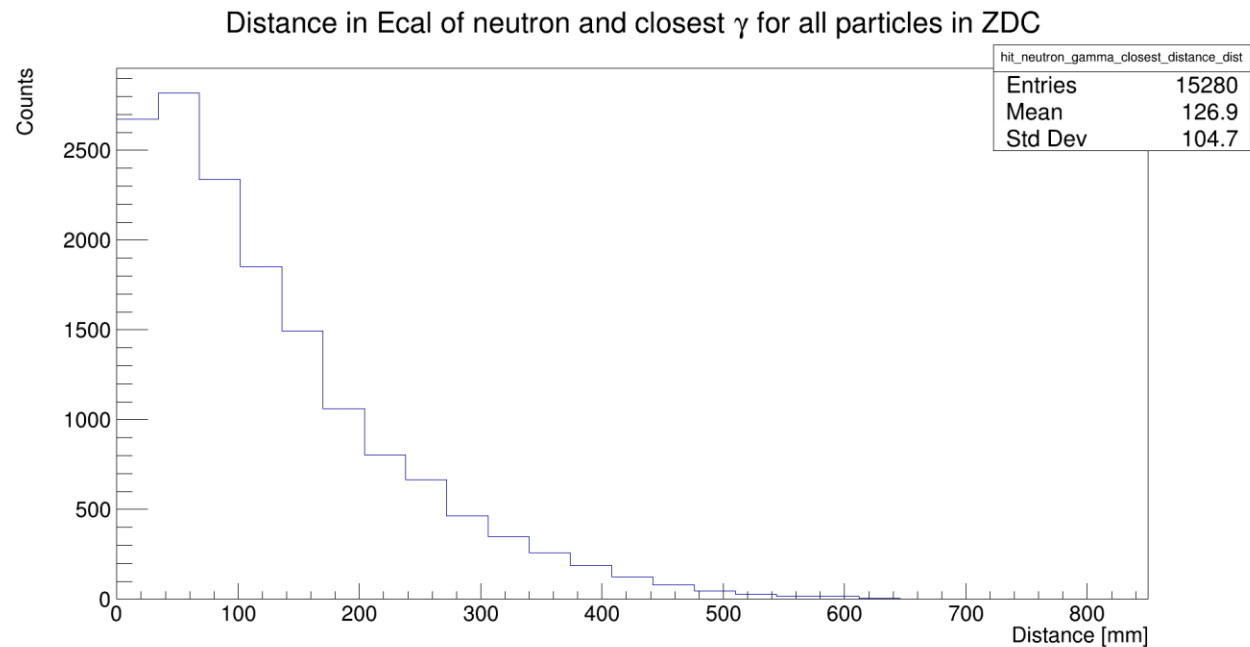 Distance in Ecal of neutron and closest γ for all particles in ZDC
hit_neutron_gamma_closest_distance_dist
Entries 15280
Mean 126.9
Std Dev 104.7
Counts
2500
2000
1500
1000
500
0
0 100 200 300 400 500 600 700 800
Distance [mm]